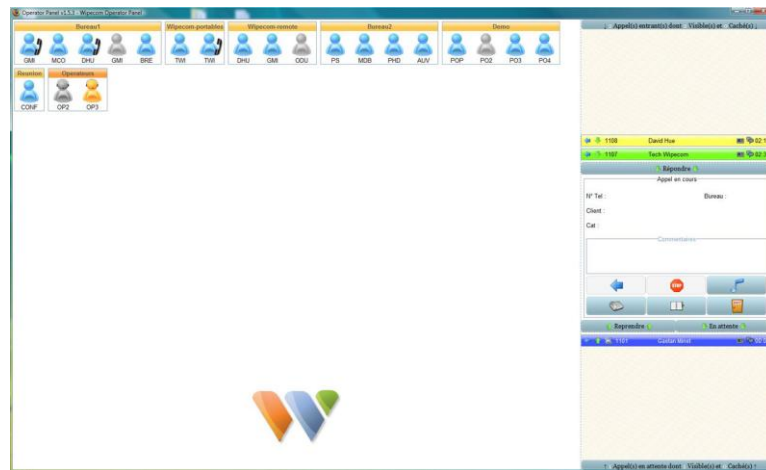 Operator Panel v1.5.3 - Wipecom Operator Panel
Bureau1
GMI MCO DHU GMI BRE
Wipecom-portables
TWI TWI
Wipecom-remote
DHU GMI ODU
Bureau2
PS MDB PHD AUV
Demo
POP PO2 PO3 PO4
Reunion
CONF
Operateurs
OP2 OP3
Appel(s) entrant(s) dont Visible(s) et Caché(s)
1108 David Hue
1107 Tech Wipecom
Répondre
Appel en cours
N° Tel : Bureau :
Client :
Cat :
Commentaires
STOP
Reprendre
En attente
1101
Appel(s) en attente dont Visible(s) et Caché(s)